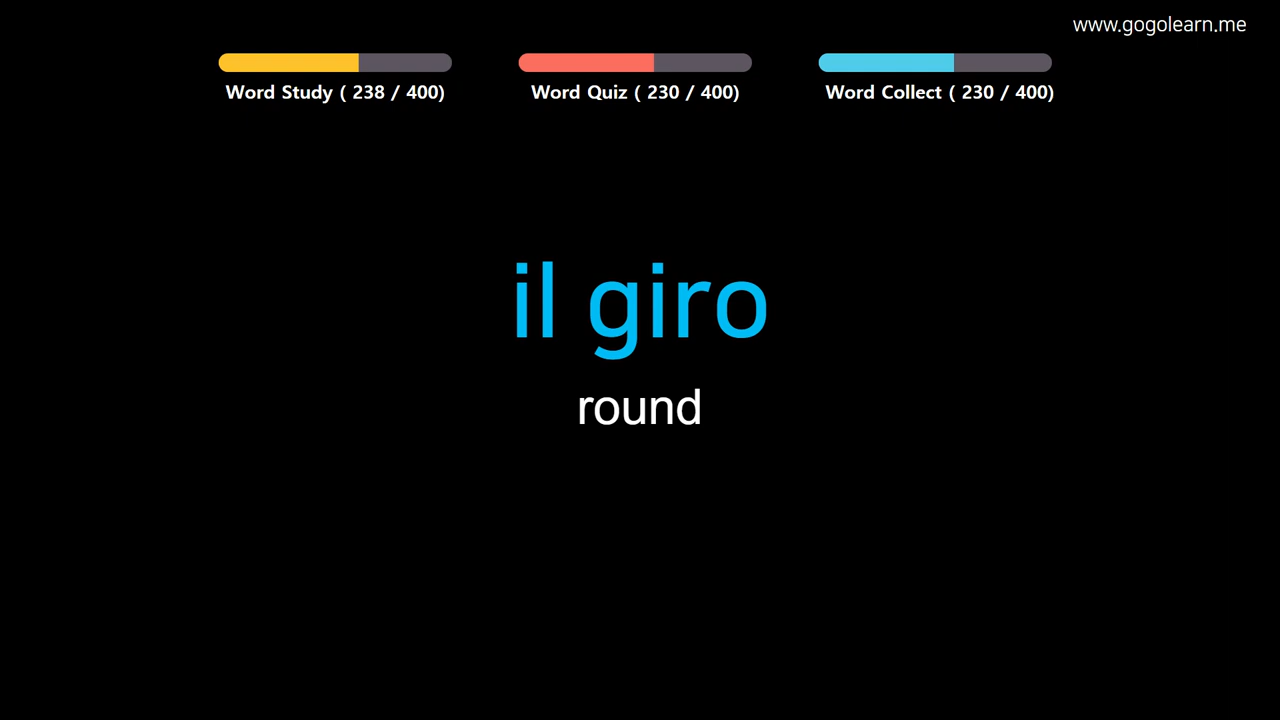 www.gogolearn.me
Word Study ( 238 / 400)
Word Quiz ( 230 / 400)
Word Collect ( 230 / 400)
il giro
round